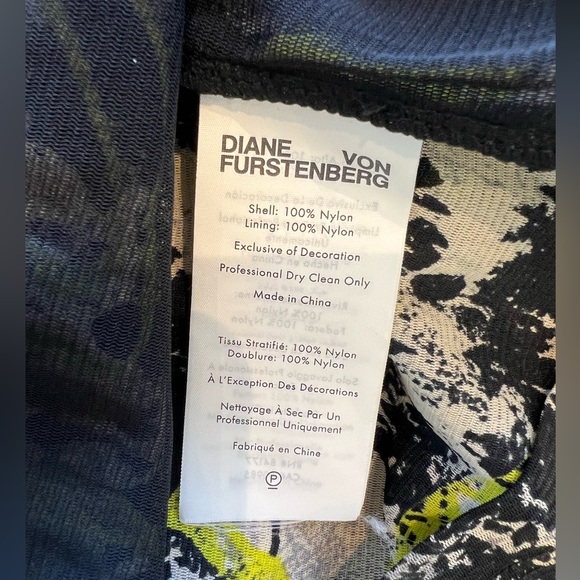 DIANE VON
FURSTENBERG
Shell: 100% Nylon
Lining: 100% Nylon
Exclusive of Decoration
Professional Dry Clean Only
Made in China
Tissu Stratifié: 100% Nylon
Doublure: 100% Nylon
À L'Exception Des Décorations
Nettoyage À Sec Par Un
Professionnel Uniquement
Fabriqué en Chine
P